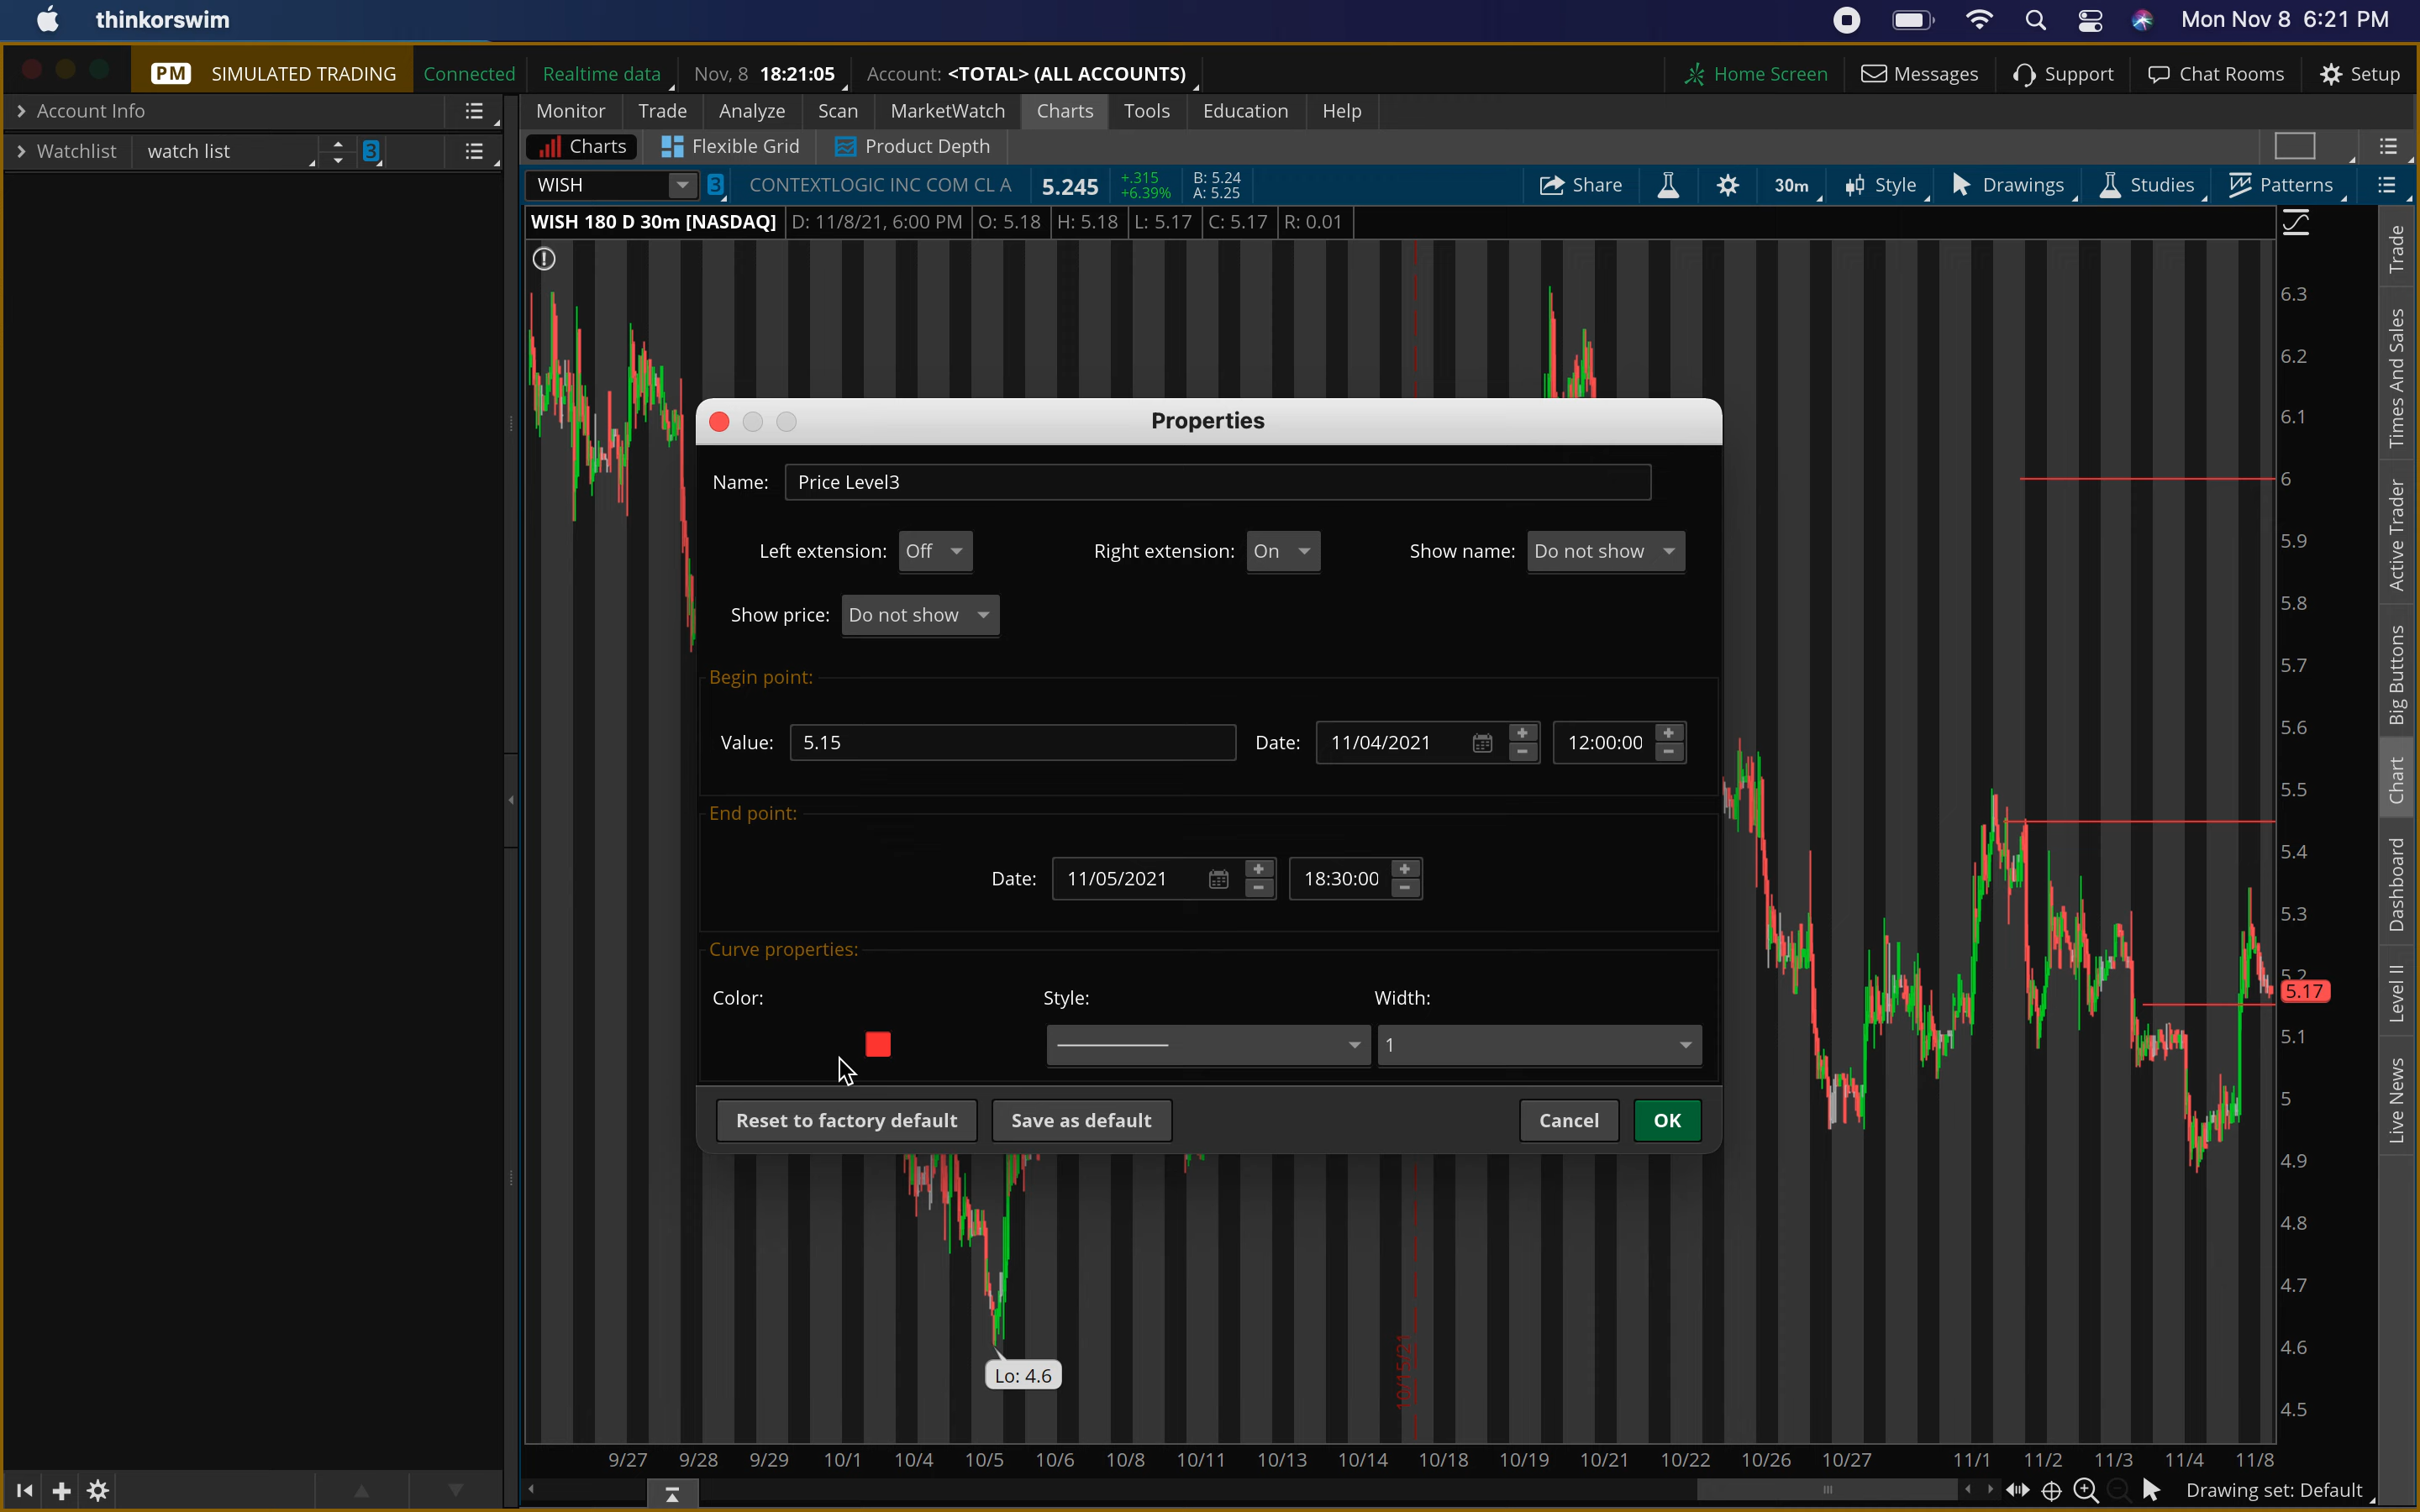 thinkorswim
Mon Nov 8 6:21 PM
PM SIMULATED TRADING Connected Realtime data Nov, 8 18:21:05 Account: <TOTAL> (ALL ACCOUNTS)
Home Screen Messages Support Chat Rooms Setup
Account Info
Monitor Trade Analyze Scan MarketWatch Charts Tools Education Help
Watchlist watch list 3
Charts Flexible Grid Product Depth
WISH 3 CONTEXTLOGIC INC COM CL A 5.245 +.315 +6.39% B: 5.24 A: 5.25
Share 30m Style Drawings Studies Patterns
WISH 180 D 30m [NASDAQ] D: 11/8/21, 6:00 PM O: 5.18 H: 5.18 L: 5.17 C: 5.17 R: 0.01
Properties
Name: Price Level3
Left extension: Off Right extension: On Show name: Do not show
Show price: Do not show
Begin point:
Value: 5.15 Date: 11/04/2021 12:00:00
End point:
Date: 11/05/2021 18:30:00
Curve properties:
Color: Style: Width:
1
Reset to factory default Save as default Cancel OK
Lo: 4.6
10/15/21
6.3
6.2
6.1
6
5.9
5.8
5.7
5.6
5.5
5.4
5.3
5.2
5.17
5.1
5
4.9
4.8
4.7
4.6
4.5
Trade
Times And Sales
Active Trader
Big Buttons
Chart
Dashboard
Level II
Live News
9/27 9/28 9/29 10/1 10/4 10/5 10/6 10/8 10/11 10/13 10/14 10/18 10/19 10/21 10/22 10/26 10/27 11/1 11/2 11/3 11/4 11/8
Drawing set: Default